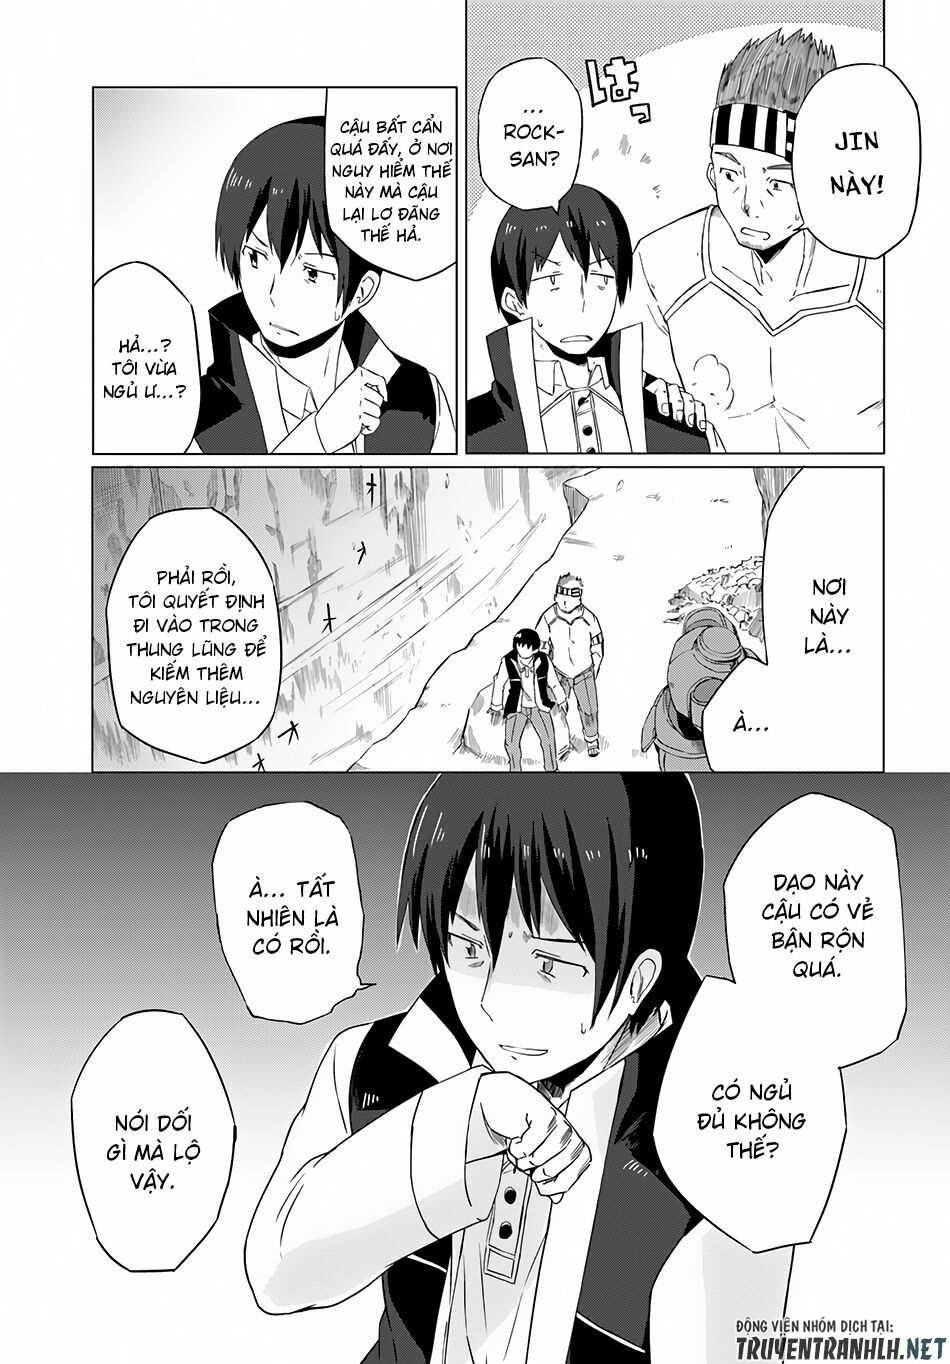 JIN
NÀY!
はっ
...
ROCK-
SAN?
CẬU BẤT CẨN
QUÁ ĐẤY, Ở NƠI
NGUY HIỂM THẾ
NÀY MÀ CẬU
LẠI LƠ ĐÃNG
THẾ HẢ.
HẢ...?
TÔI VỪA
NGỦ Ư...?
NƠI
NÀY
LÀ...
À...
PHẢI RỒI,
TÔI QUYẾT ĐỊNH
ĐI VÀO TRONG
THUNG LŨNG ĐỂ
KIẾM THÊM
NGUYÊN LIỆU...
DẠO NÀY
CẬU CÓ VẺ
BẬN RỘN
QUÁ.
CÓ NGỦ
ĐỦ KHÔNG
THẾ?
À... TẤT
NHIÊN LÀ
CÓ RỒI.
NÓI DỐI
GÌ MÀ LỘ
VẬY.
ĐỘNG VIÊN NHÓM DỊCH TẠI:
TRUYENTRANHLH.NET